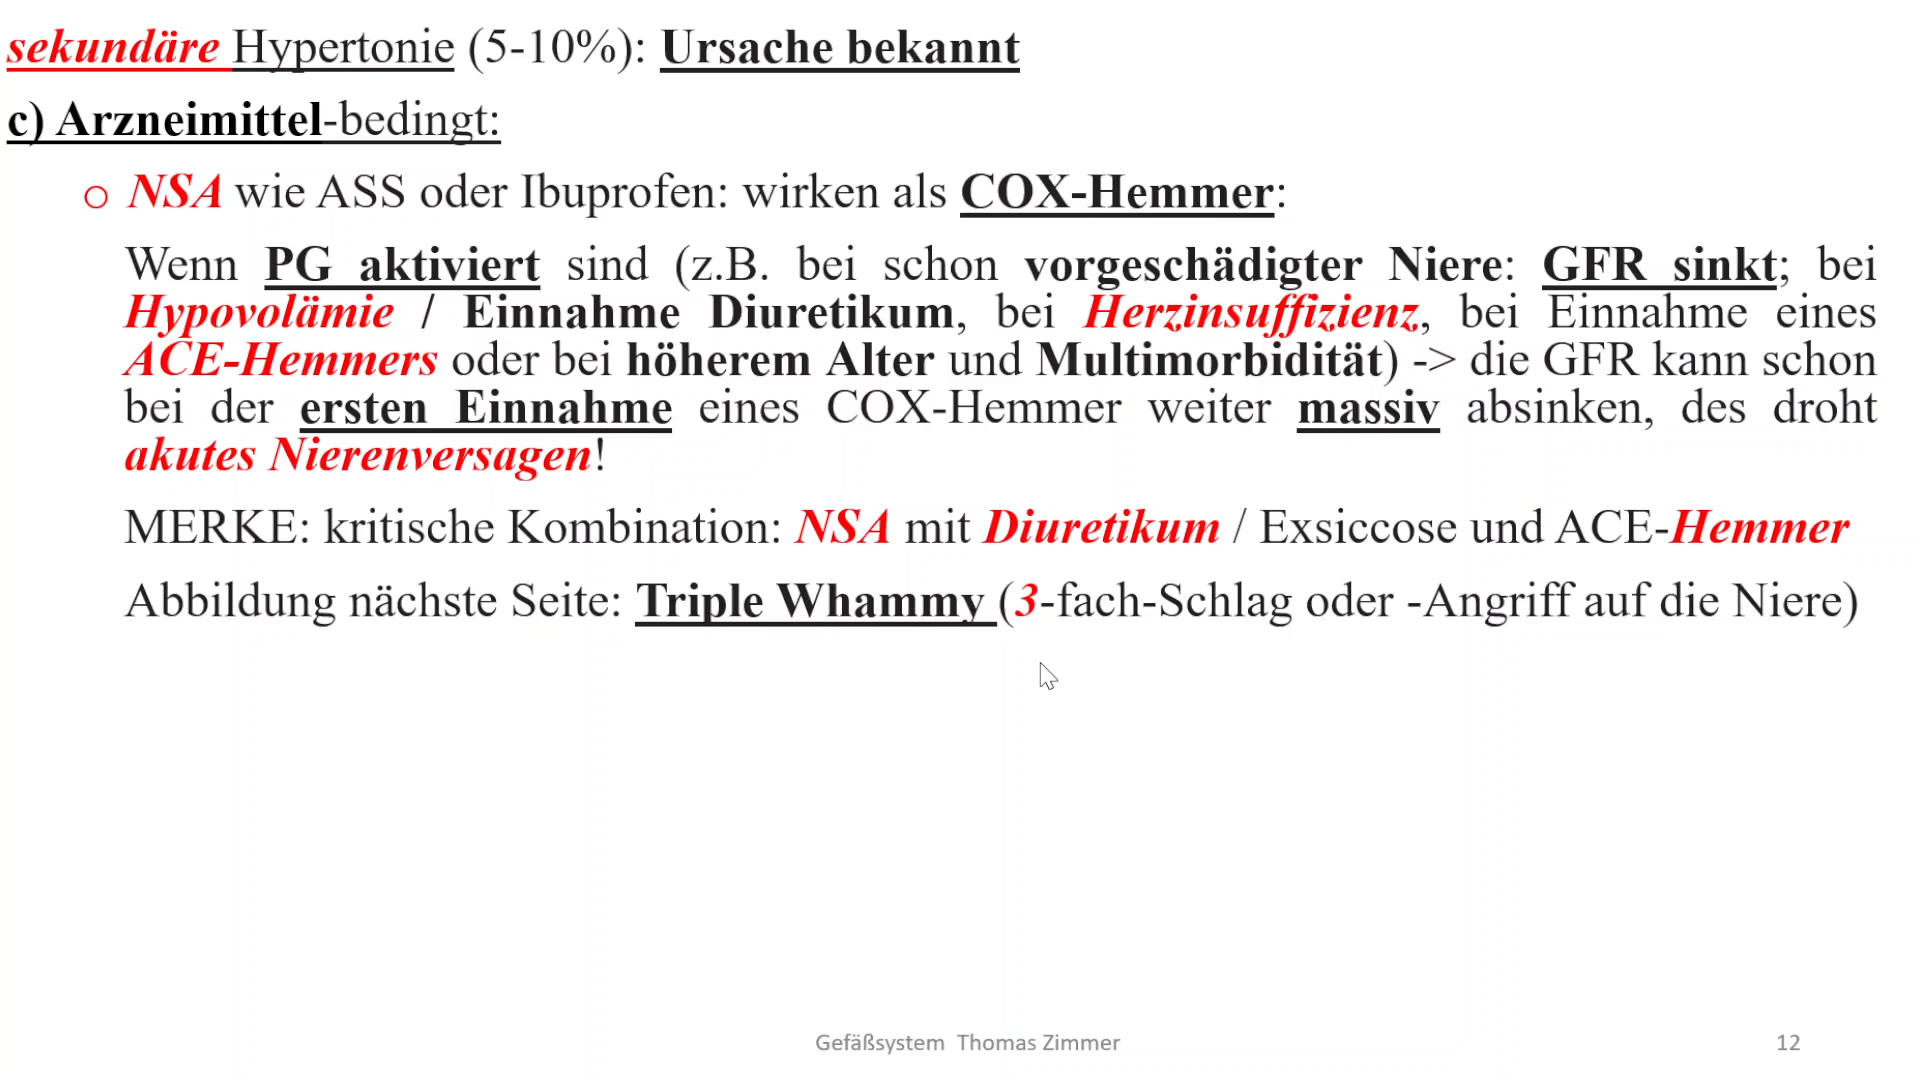 sekundäre Hypertonie (5-10%): Ursache bekannt
c) Arzneimittel-bedingt:
o NSA wie ASS oder Ibuprofen: wirken als COX-Hemmer:
Wenn PG aktiviert sind (z.B. bei schon vorgeschädigter Niere: GFR sinkt; bei
Hypovolämie / Einnahme Diuretikum, bei Herzinsuffizienz, bei Einnahme eines
ACE-Hemmers oder bei höherem Alter und Multimorbidität) -> die GFR kann schon
bei der ersten Einnahme eines COX-Hemmer weiter massiv absinken, des droht
akutes Nierenversagen!
MERKE: kritische Kombination: NSA mit Diuretikum / Exsiccose und ACE-Hemmer
Abbildung nächste Seite: Triple Whammy (3-fach-Schlag oder -Angriff auf die Niere)
Gefäßsystem Thomas Zimmer
12